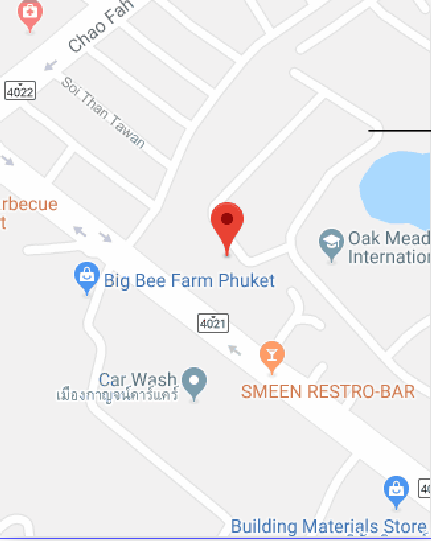 Chao Fah
4022
Soi Than Tawan
rbecue
t
Oak Mead
Internation
Big Bee Farm Phuket
4021
Car Wash
เมืองกาญจน์คาร์แคร์
SMEEN RESTRO-BAR
40
Building Materials Store